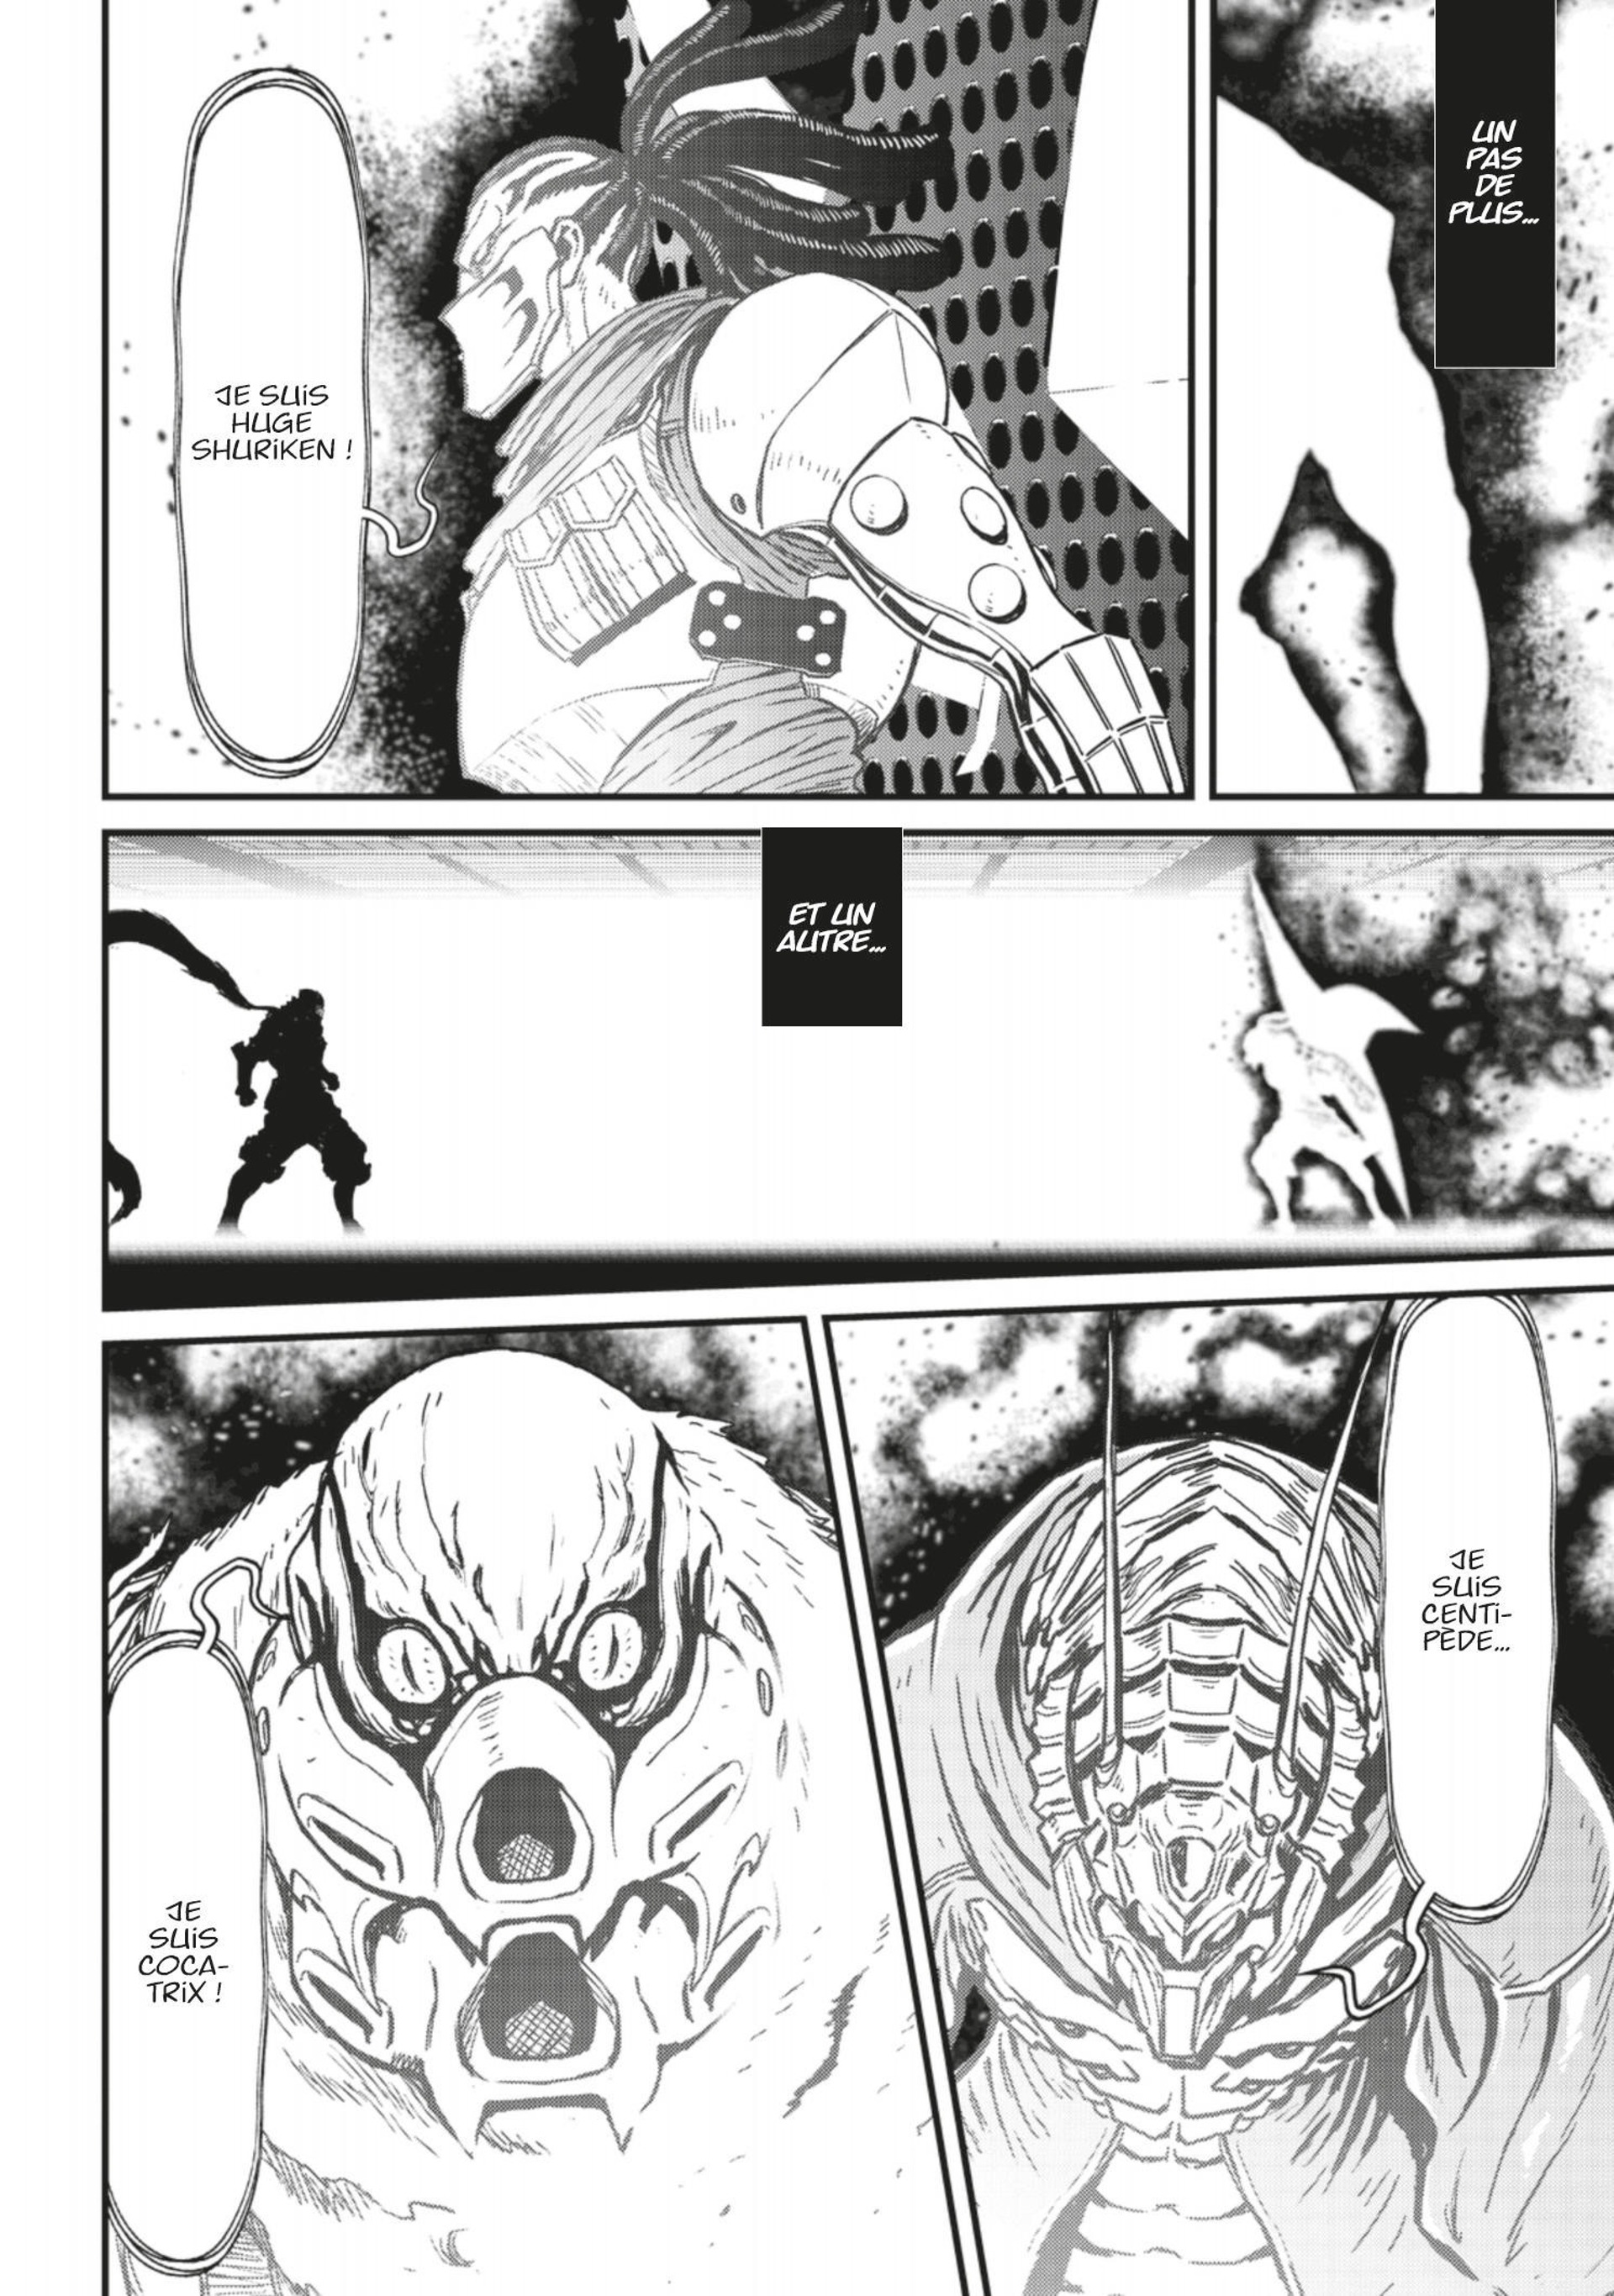 UN
PAS
DE
PLUS...
JE SUIS
HUGE
SHURIKEN !
ET UN
AUTRE...
JE
SUIS
CENTI-
PÈDE...
JE
SUIS
COCA-
TRIX !